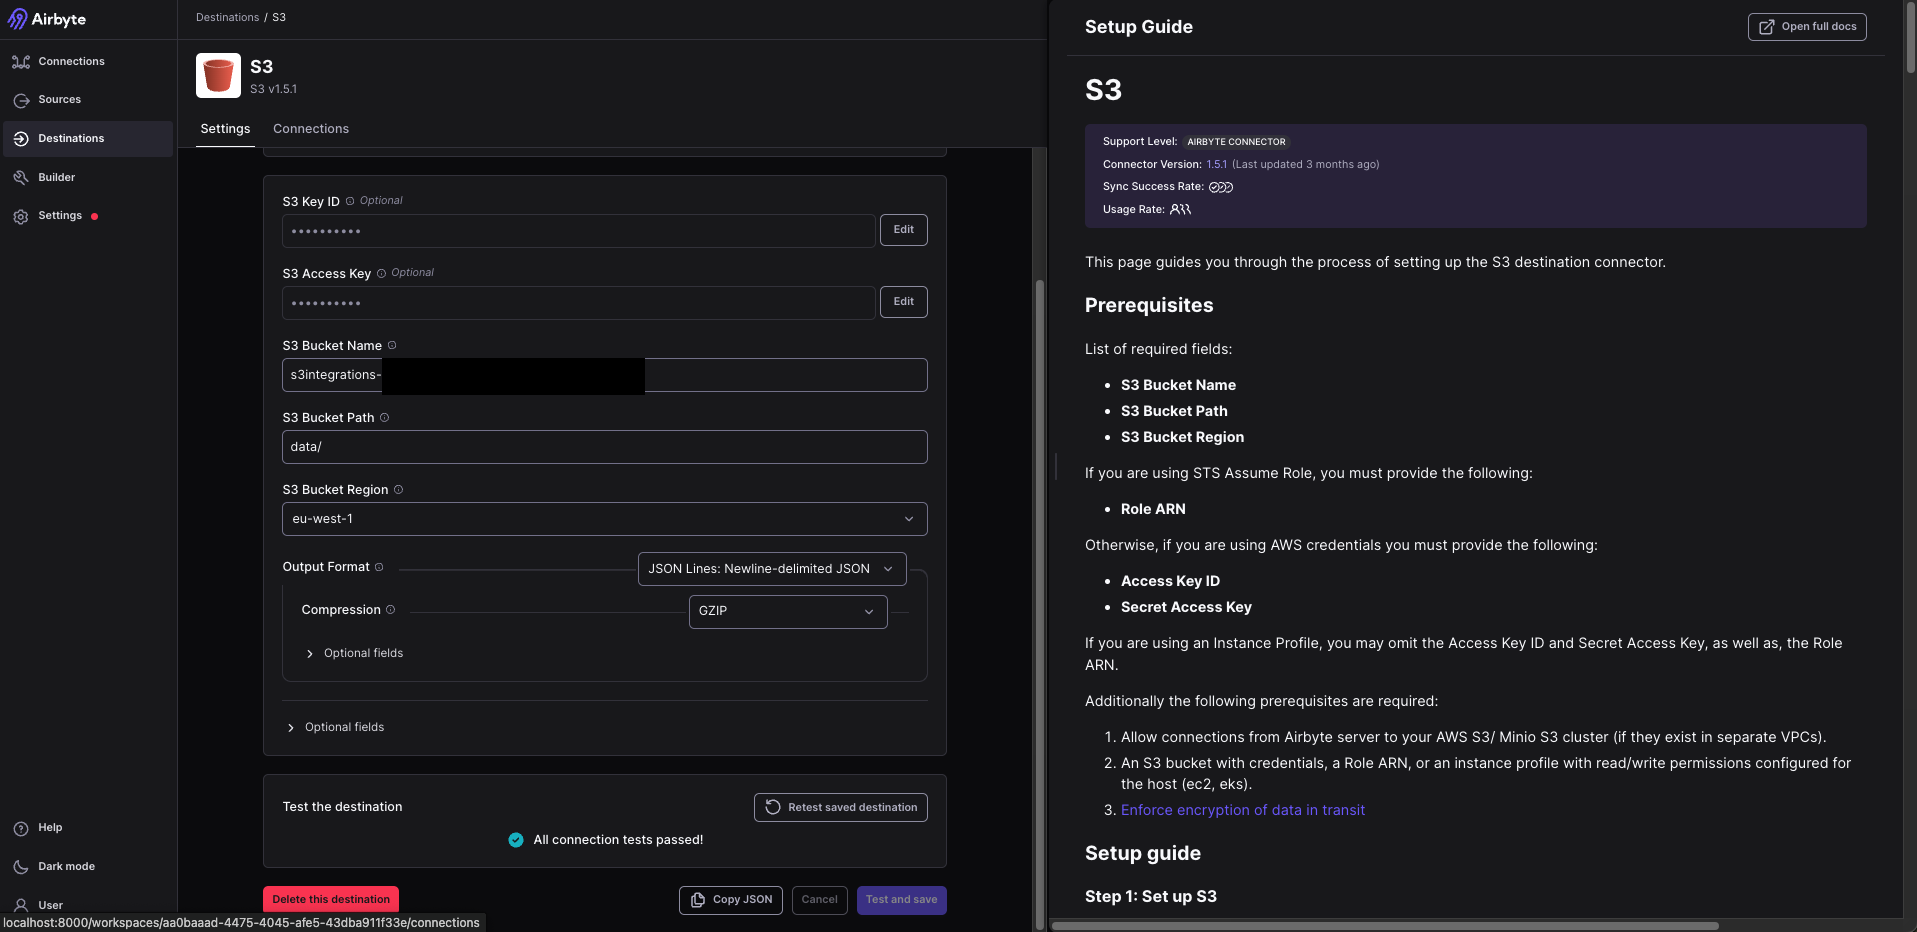 Airbyte
Connections
Sources
Destinations
Builder
Settings
Help
Dark mode
User
localhost:8000/workspaces/aa0baaad-4475-4045-afe5-43dba911f33e/connections
Destinations / S3
S3
S3 v1.5.1
Settings
Connections
S3 Key ID Optional
••••••••••
Edit
S3 Access Key Optional
••••••••••
Edit
S3 Bucket Name
s3integrations-
S3 Bucket Path
data/
S3 Bucket Region
eu-west-1
Output Format
JSON Lines: Newline-delimited JSON
Compression
GZIP
Optional fields
Optional fields
Test the destination
Retest saved destination
All connection tests passed!
Delete this destination
Copy JSON
Cancel
Test and save
Setup Guide
Open full docs
S3
Support Level: AIRBYTE CONNECTOR
Connector Version: 1.5.1 (Last updated 3 months ago)
Sync Success Rate:
Usage Rate:
This page guides you through the process of setting up the S3 destination connector.
Prerequisites
List of required fields:
• S3 Bucket Name
• S3 Bucket Path
• S3 Bucket Region
If you are using STS Assume Role, you must provide the following:
• Role ARN
Otherwise, if you are using AWS credentials you must provide the following:
• Access Key ID
• Secret Access Key
If you are using an Instance Profile, you may omit the Access Key ID and Secret Access Key, as well as, the Role
ARN.
Additionally the following prerequisites are required:
1. Allow connections from Airbyte server to your AWS S3/ Minio S3 cluster (if they exist in separate VPCs).
2. An S3 bucket with credentials, a Role ARN, or an instance profile with read/write permissions configured for
the host (ec2, eks).
3. Enforce encryption of data in transit
Setup guide
Step 1: Set up S3